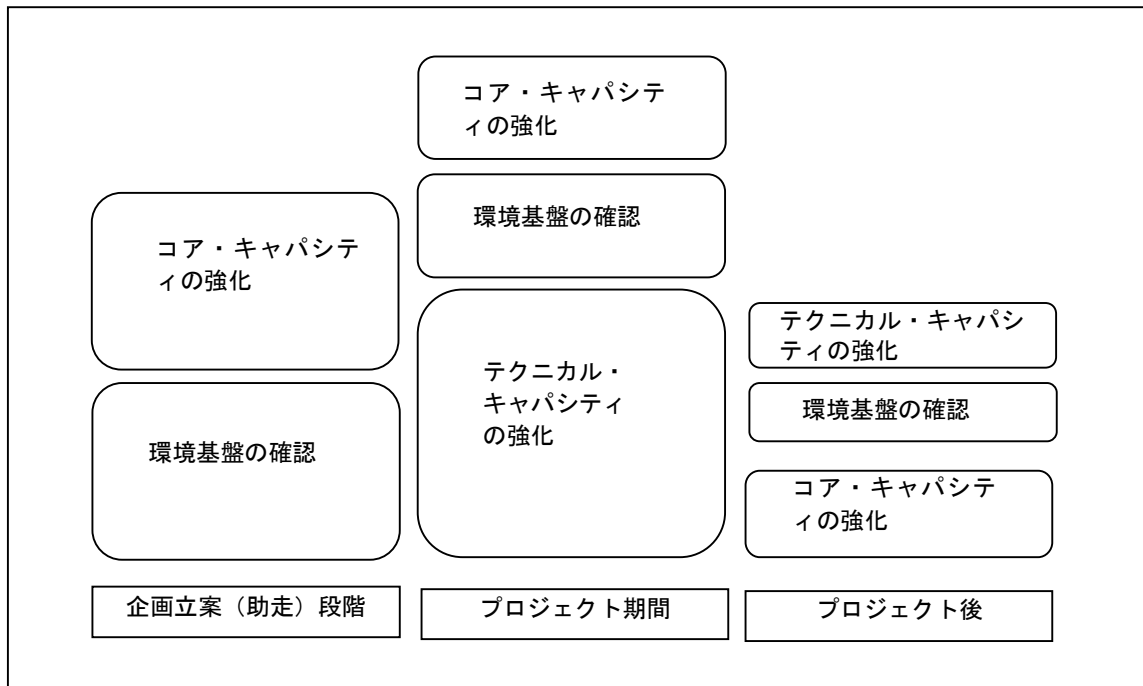 コア・キャパシテ
ィの強化
環境基盤の確認
コア・キャパシテ
ィの強化
環境基盤の確認
テクニカル・
キャパシティ
の強化
テクニカル・キャパシ
ティの強化
環境基盤の確認
コア・キャパシテ
ィの強化
企画立案（助走）段階
プロジェクト期間
プロジェクト後